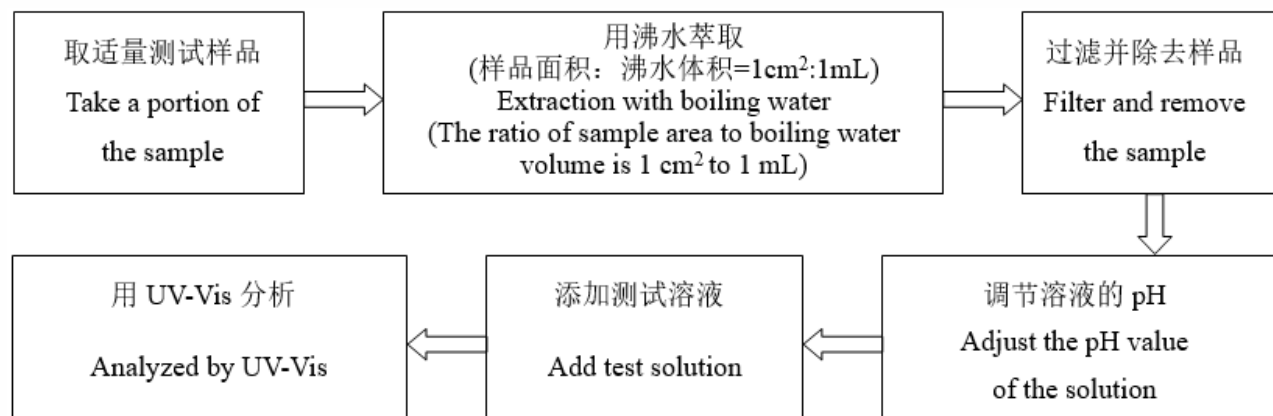 取适量测试样品
Take a portion of
the sample
用沸水萃取
(样品面积：沸水体积=1cm²:1mL)
Extraction with boiling water
(The ratio of sample area to boiling water
volume is 1 cm² to 1 mL)
过滤并除去样品
Filter and remove
the sample
调节溶液的 pH
Adjust the pH value
of the solution
添加测试溶液
Add test solution
用 UV-Vis 分析
Analyzed by UV-Vis